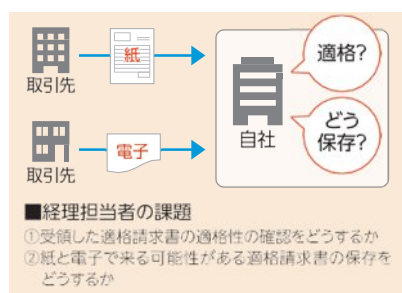 紙
適格?
取引先
自社
電子
どう
保存?
取引先
■経理担当者の課題
①受領した適格請求書の適格性の確認をどうするか
②紙と電子で来る可能性がある適格請求書の保存を
どうするか